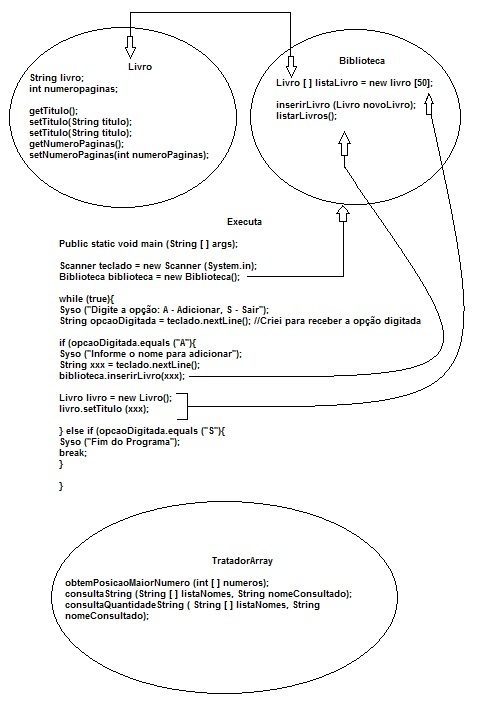 Livro
String livro;
int numeropaginas;
getTitulo();
setTitulo(String titulo);
setTitulo(String titulo);
getNumeroPaginas();
setNumeroPaginas(int numeroPaginas);
Biblioteca
Livro [ ] listaLivro = new livro [50];
inserirLivro (Livro novoLivro);
listarLivros();
Executa
Public static void main (String [ ] args);
Scanner teclado = new Scanner (System.in);
Biblioteca biblioteca = new Biblioteca();
while (true){
Syso ("Digite a opção: A - Adicionar, S - Sair");
String opcaoDigitada = teclado.nextLine(); //Criei para receber a opção digitada
if (opcaoDigitada.equals ("A"){
Syso ("Informe o nome para adicionar");
String xxx = teclado.nextLine();
biblioteca.inserirLivro(xxx);
Livro livro = new Livro();
livro.setTitulo (xxx);
} else if (opcaoDigitada.equals ("S"){
Syso ("Fim do Programa");
break;
}
}
TratadorArray
obtemPosicaoMaiorNumero (int [ ] numeros);
consultaString (String [ ] listaNomes, String nomeConsultado);
consultaQuantidadeString ( String [ ] listaNomes, String
nomeConsultado);